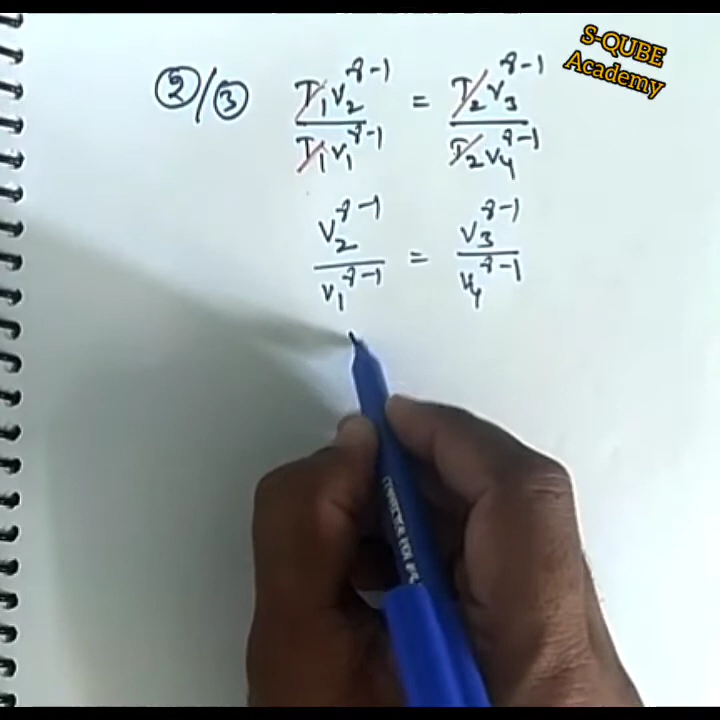 S-QUBE
Academy
②/③ T₁V₂^γ-1 / T₁V₁^γ-1 = T₂V₃^γ-1 / T₂V₄^γ-1
V₂^γ-1 / V₁^γ-1 = V₃^γ-1 / V₄^γ-1